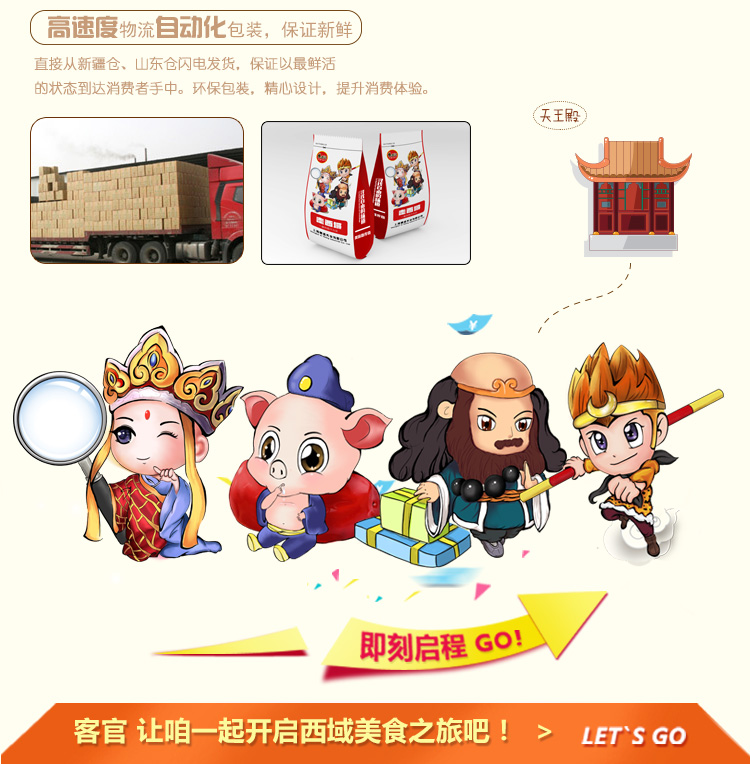 高速度物流自动化包装，保证新鲜
直接从新疆仓、山东仓闪电发货，保证以最鲜活
的状态到达消费者手中。环保包装，精心设计，提升消费体验。
天王殿
¥
即刻启程 GO!
客官 让咱一起开启西域美食之旅吧！ >
LET`S GO